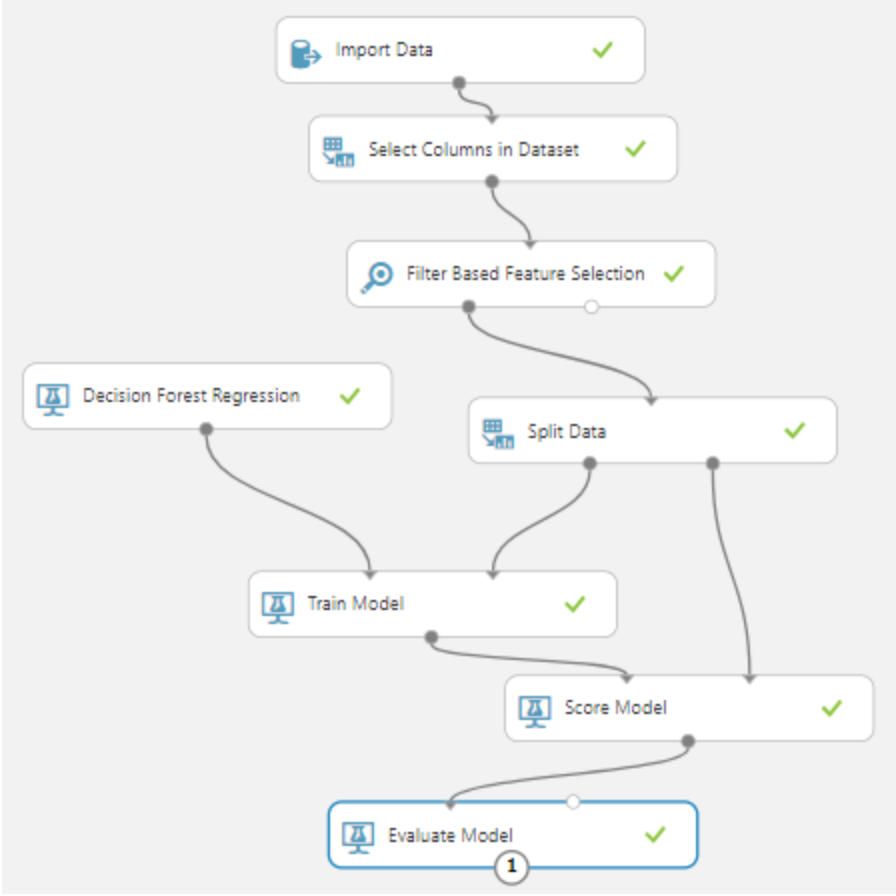 Import Data
Select Columns in Dataset
Filter Based Feature Selection
Decision Forest Regression
Split Data
Train Model
Score Model
Evaluate Model
1